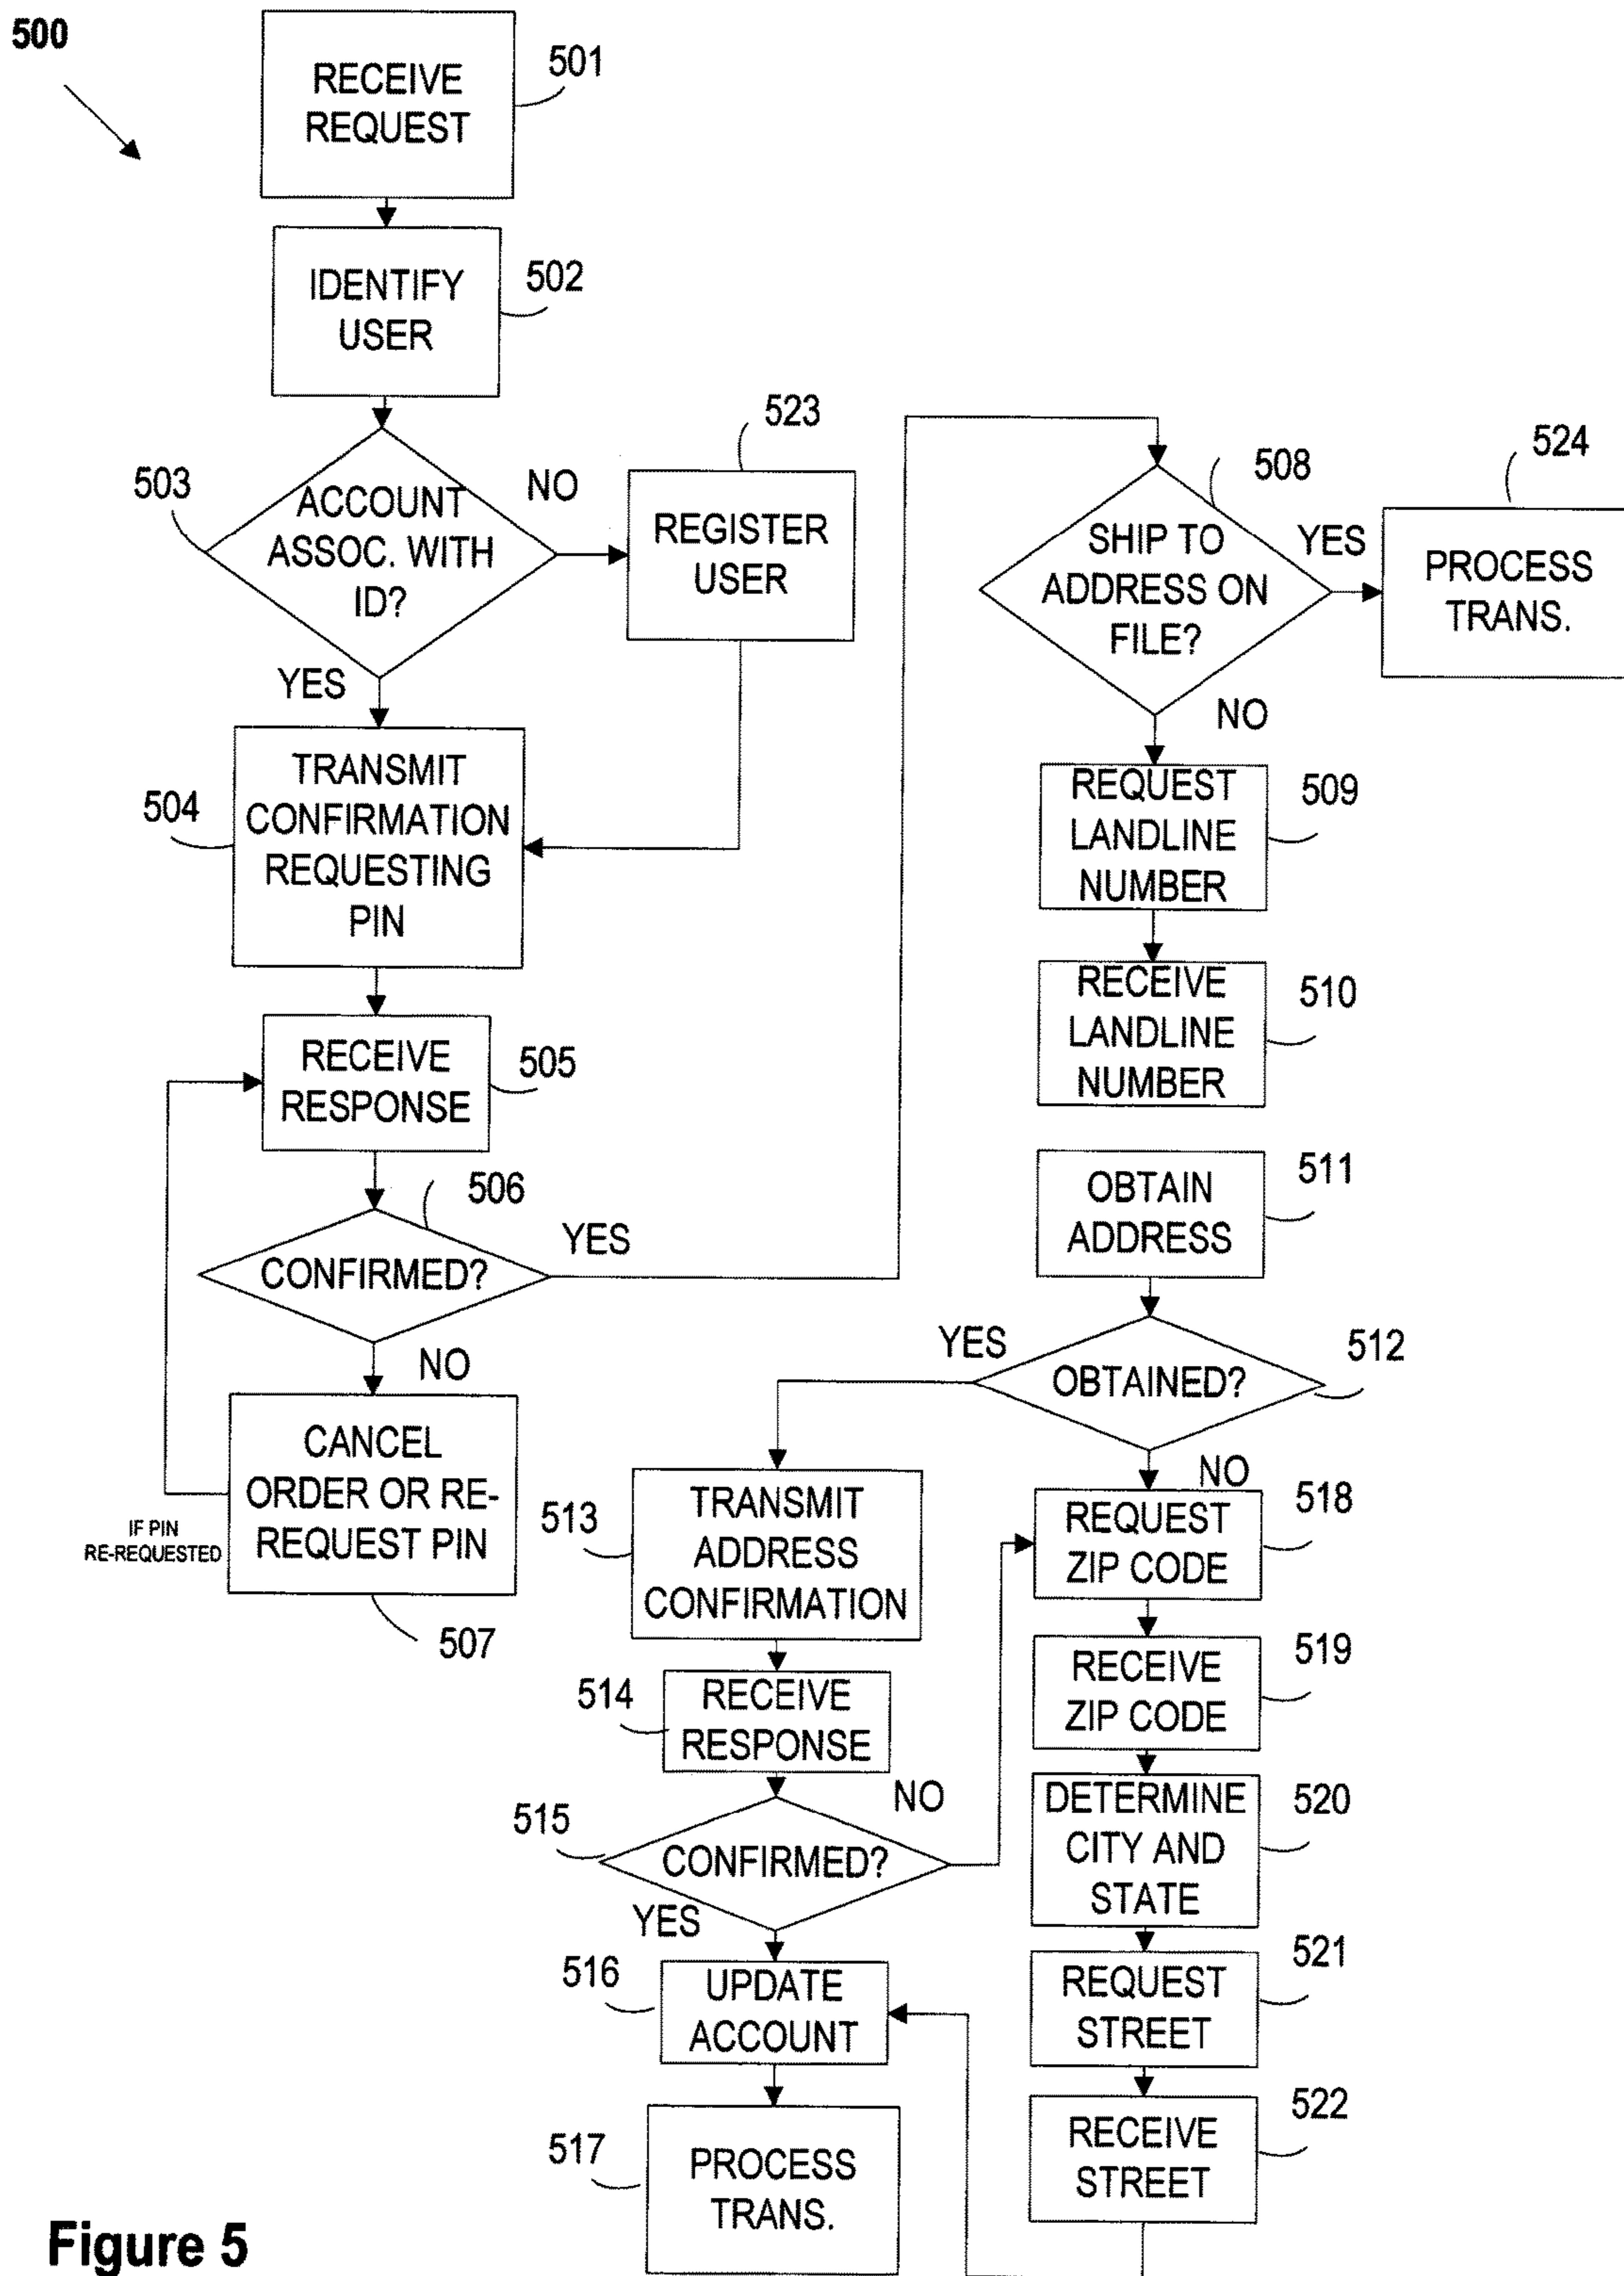 500
RECEIVE
REQUEST
501
IDENTIFY
USER
502
503
ACCOUNT
ASSOC. WITH
ID?
NO
523
REGISTER
USER
YES
504
TRANSMIT
CONFIRMATION
REQUESTING
PIN
RECEIVE
RESPONSE
505
506
CONFIRMED?
YES
NO
CANCEL
ORDER OR RE-
REQUEST PIN
IF PIN
RE-REQUESTED
507
508
SHIP TO
ADDRESS ON
FILE?
YES
524
PROCESS
TRANS.
NO
REQUEST
LANDLINE
NUMBER
509
RECEIVE
LANDLINE
NUMBER
510
OBTAIN
ADDRESS
511
YES
OBTAINED?
512
NO
513
TRANSMIT
ADDRESS
CONFIRMATION
514
RECEIVE
RESPONSE
515
CONFIRMED?
NO
YES
516
UPDATE
ACCOUNT
517
PROCESS
TRANS.
REQUEST
ZIP CODE
518
RECEIVE
ZIP CODE
519
DETERMINE
CITY AND
STATE
520
REQUEST
STREET
521
RECEIVE
STREET
522
Figure 5